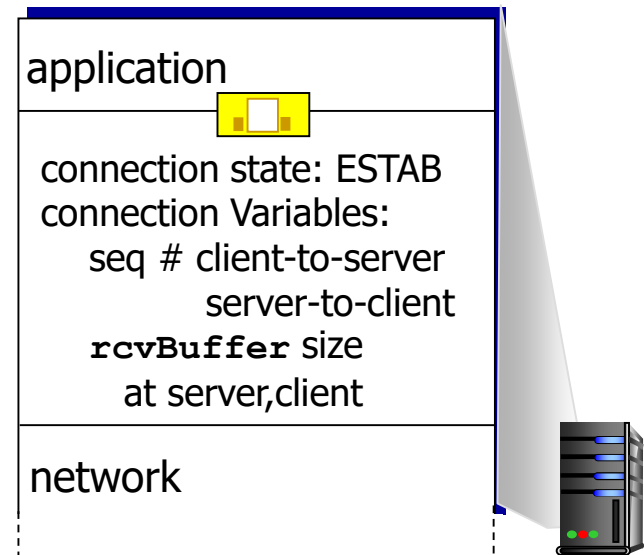 application
connection state: ESTAB
connection Variables:
seq # client-to-server
server-to-client
rcvBuffer size
at server,client
network